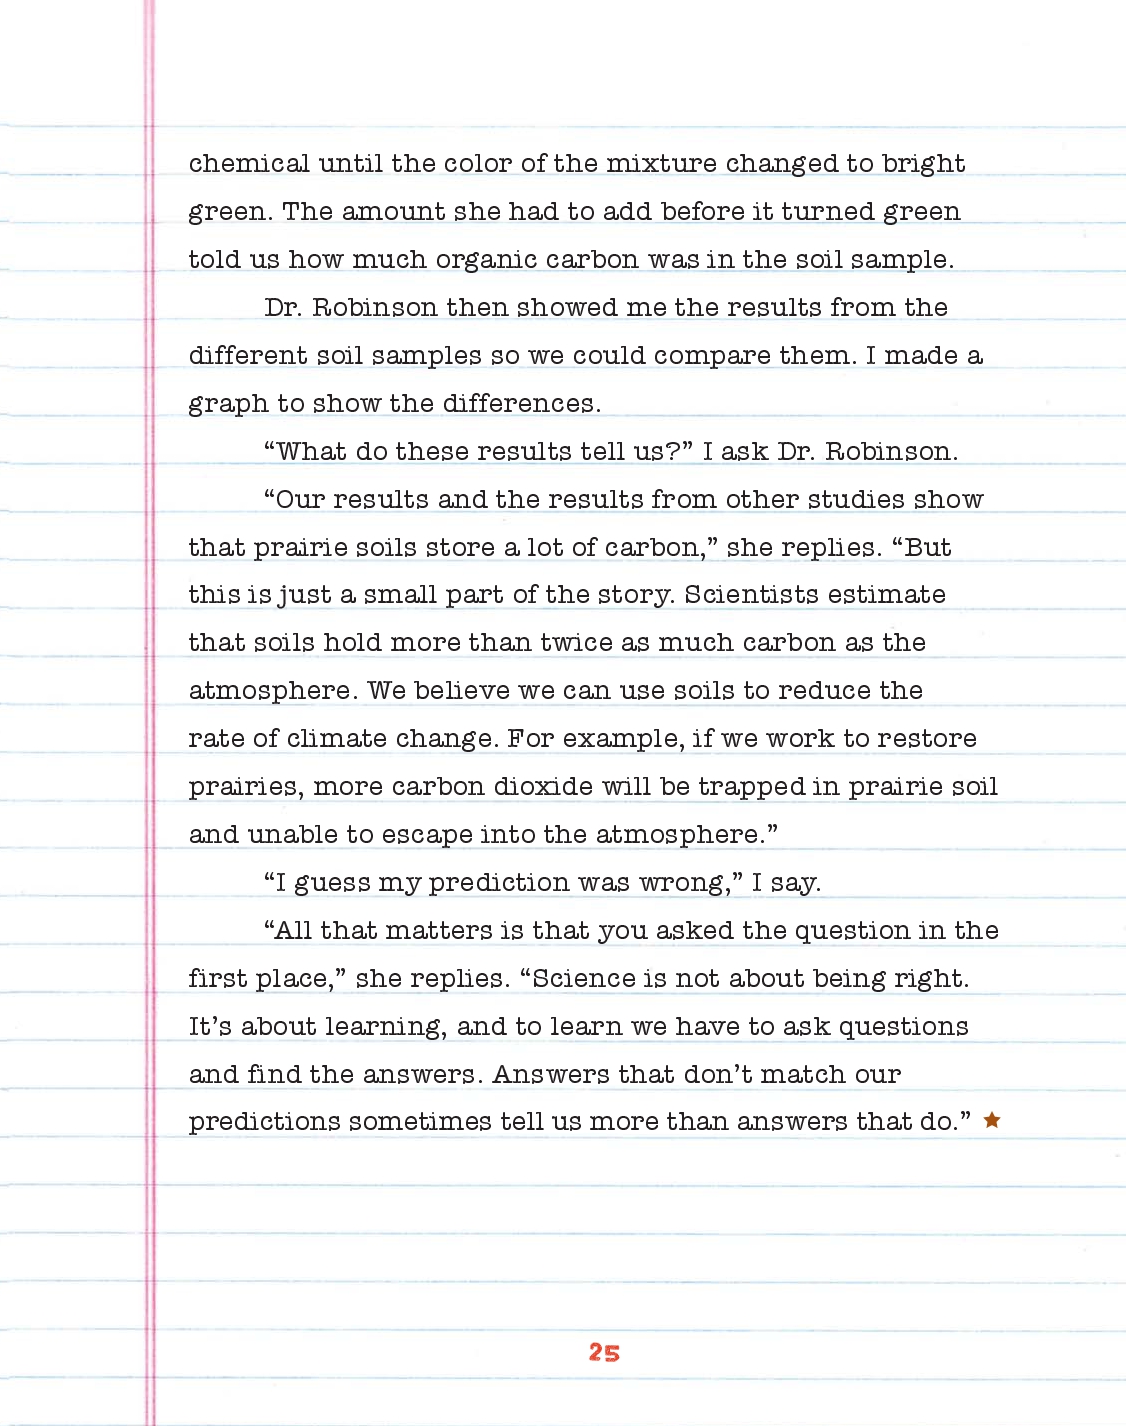 chemical until the color of the mixture changed to bright
green. The amount she had to add before it turned green
told us how much organic carbon was in the soil sample.
Dr. Robinson then showed me the results from the
different soil samples so we could compare them. I made a
graph to show the differences.
“What do these results tell us?” I ask Dr. Robinson.
“Our results and the results from other studies show
that prairie soils store a lot of carbon,” she replies. “But
this is just a small part of the story. Scientists estimate
that soils hold more than twice as much carbon as the
atmosphere. We believe we can use soils to reduce the
rate of climate change. For example, if we work to restore
prairies, more carbon dioxide will be trapped in prairie soil
and unable to escape into the atmosphere.”
“I guess my prediction was wrong,” I say.
“All that matters is that you asked the question in the
first place,” she replies. “Science is not about being right.
It’s about learning, and to learn we have to ask questions
and find the answers. Answers that don’t match our
predictions sometimes tell us more than answers that do.” ★
25